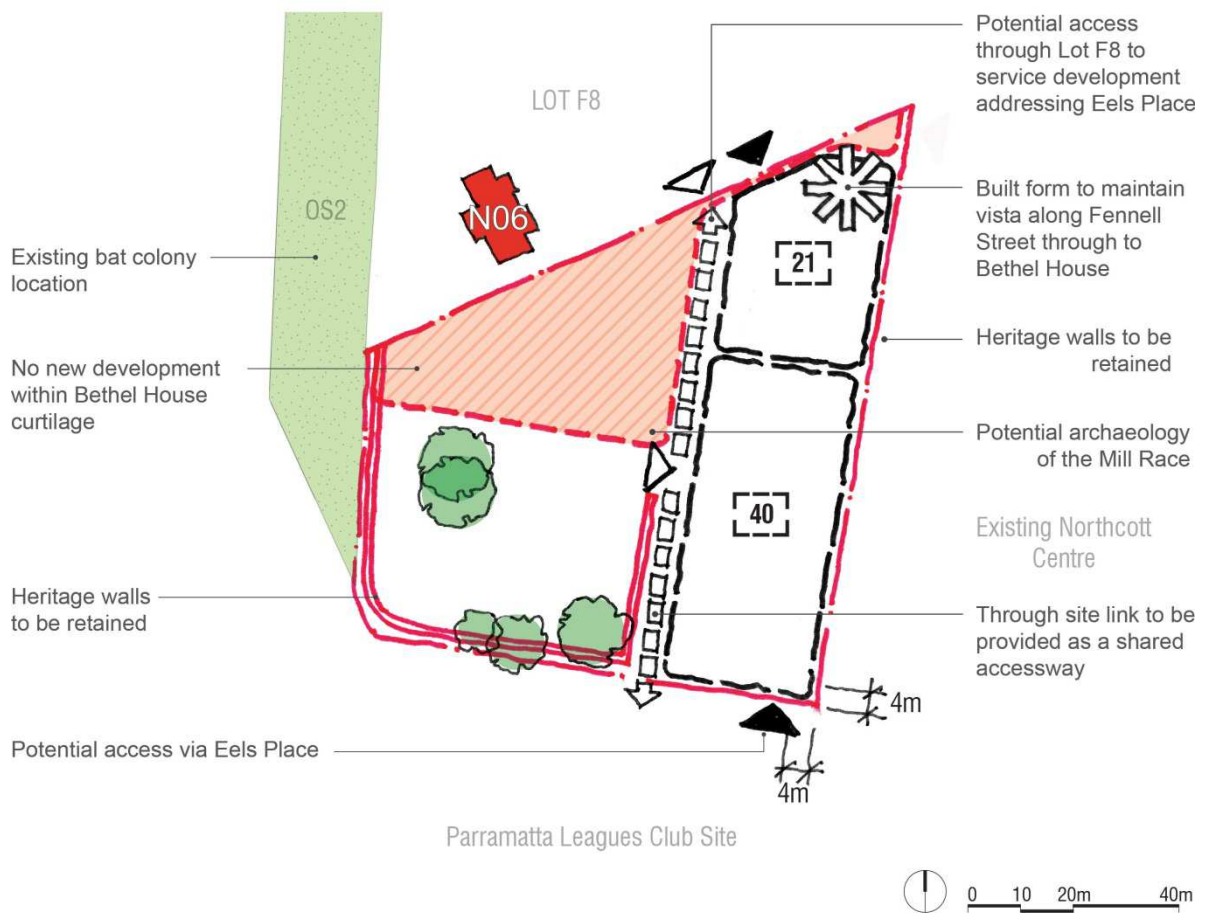 Potential access
through Lot F8 to
service development
addressing Eels Place
LOT F8
OS2
N06
Existing bat colony
location
Built form to maintain
vista along Fennell
Street through to
Bethel House
21
No new development
within Bethel House
curtilage
Heritage walls to be
retained
Potential archaeology
of the Mill Race
40
Existing Northcott
Centre
Heritage walls
to be retained
Through site link to be
provided as a shared
accessway
4m
Potential access via Eels Place
4m
Parramatta Leagues Club Site
0 10 20m 40m